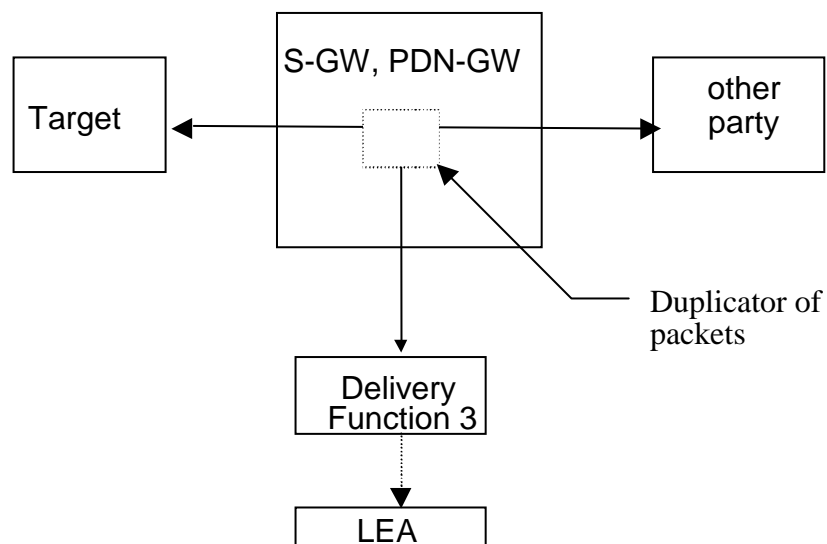 S-GW, PDN-GW
Target
other
party
Duplicator of
packets
Delivery
Function 3
LEA